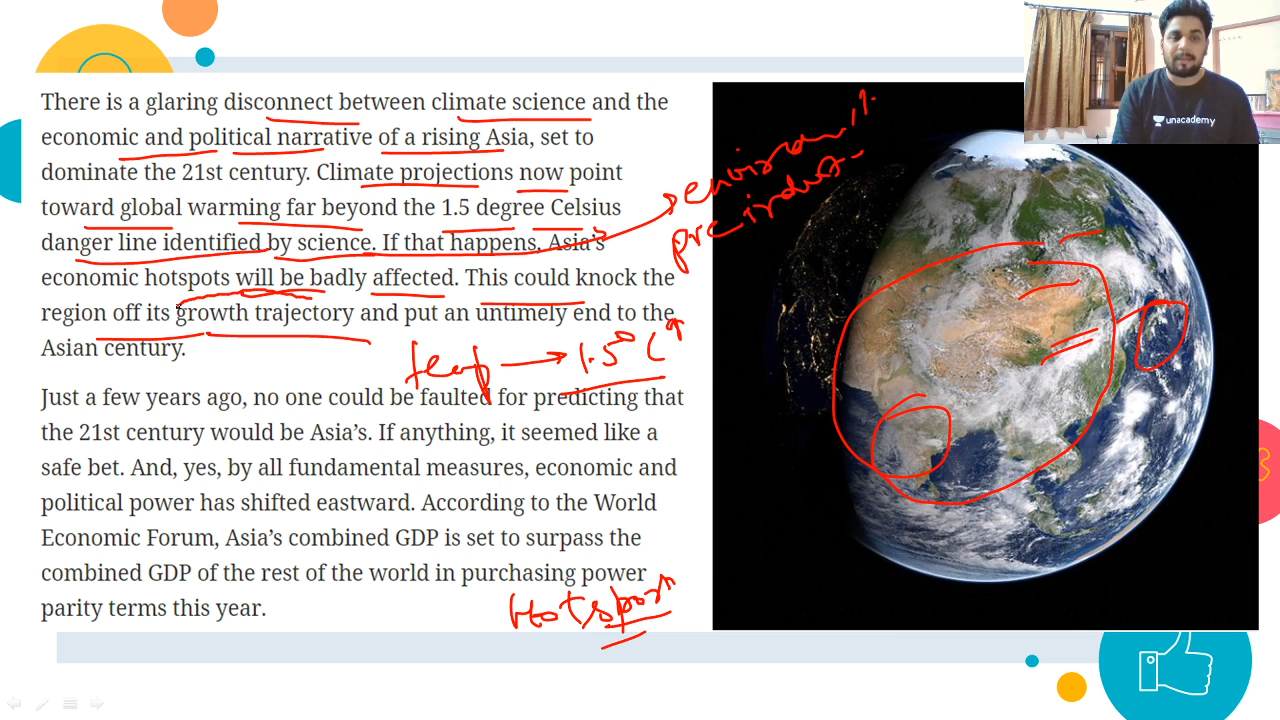 There is a glaring disconnect between climate science and the
economic and political narrative of a rising Asia, set to
dominate the 21st century. Climate projections now point
toward global warming far beyond the 1.5 degree Celsius
danger line identified by science. If that happens, Asia's
economic hotspots will be badly affected. This could knock the
region off its growth trajectory and put an untimely end to the
Asian century.
temp → 1.5° C↑
Just a few years ago, no one could be faulted for predicting that
the 21st century would be Asia's. If anything, it seemed like a
safe bet. And, yes, by all fundamental measures, economic and
political power has shifted eastward. According to the World
Economic Forum, Asia's combined GDP is set to surpass the
combined GDP of the rest of the world in purchasing power
parity terms this year.
Hotspot
unacademy